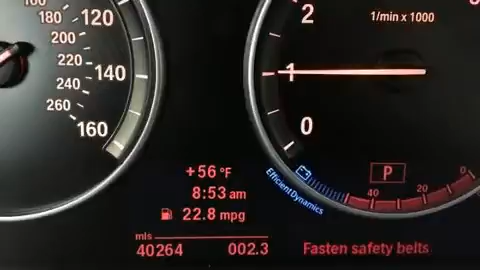 160
180
120
200
220
140
240
260
160
2
1/min x 1000
1
0
+56 °F
8:53 am
22.8 mpg
mls
40264 002.3
EfficientDynamics
P
40 20 0
Fasten safety belts